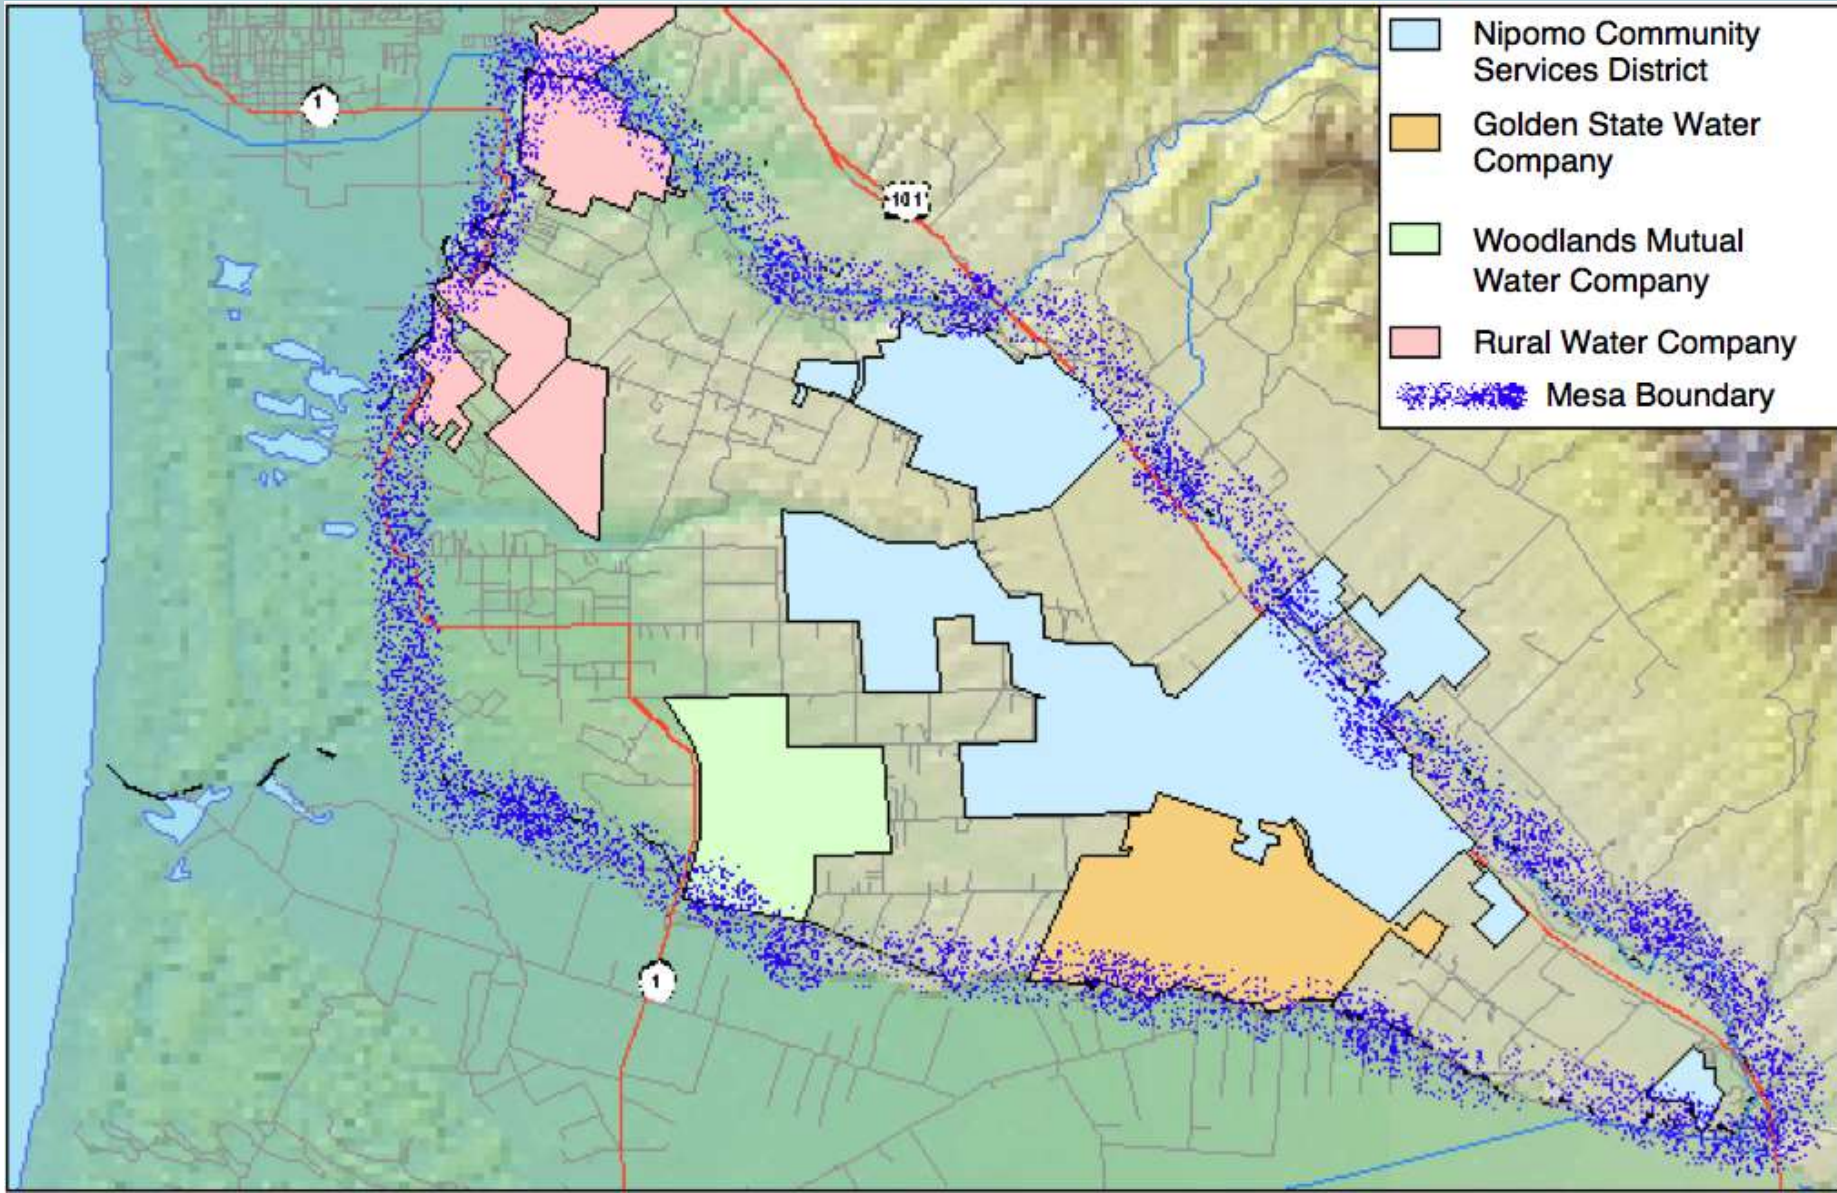 Nipomo Community
Services District
Golden State Water
Company
Woodlands Mutual
Water Company
Rural Water Company
Mesa Boundary
1
101
1